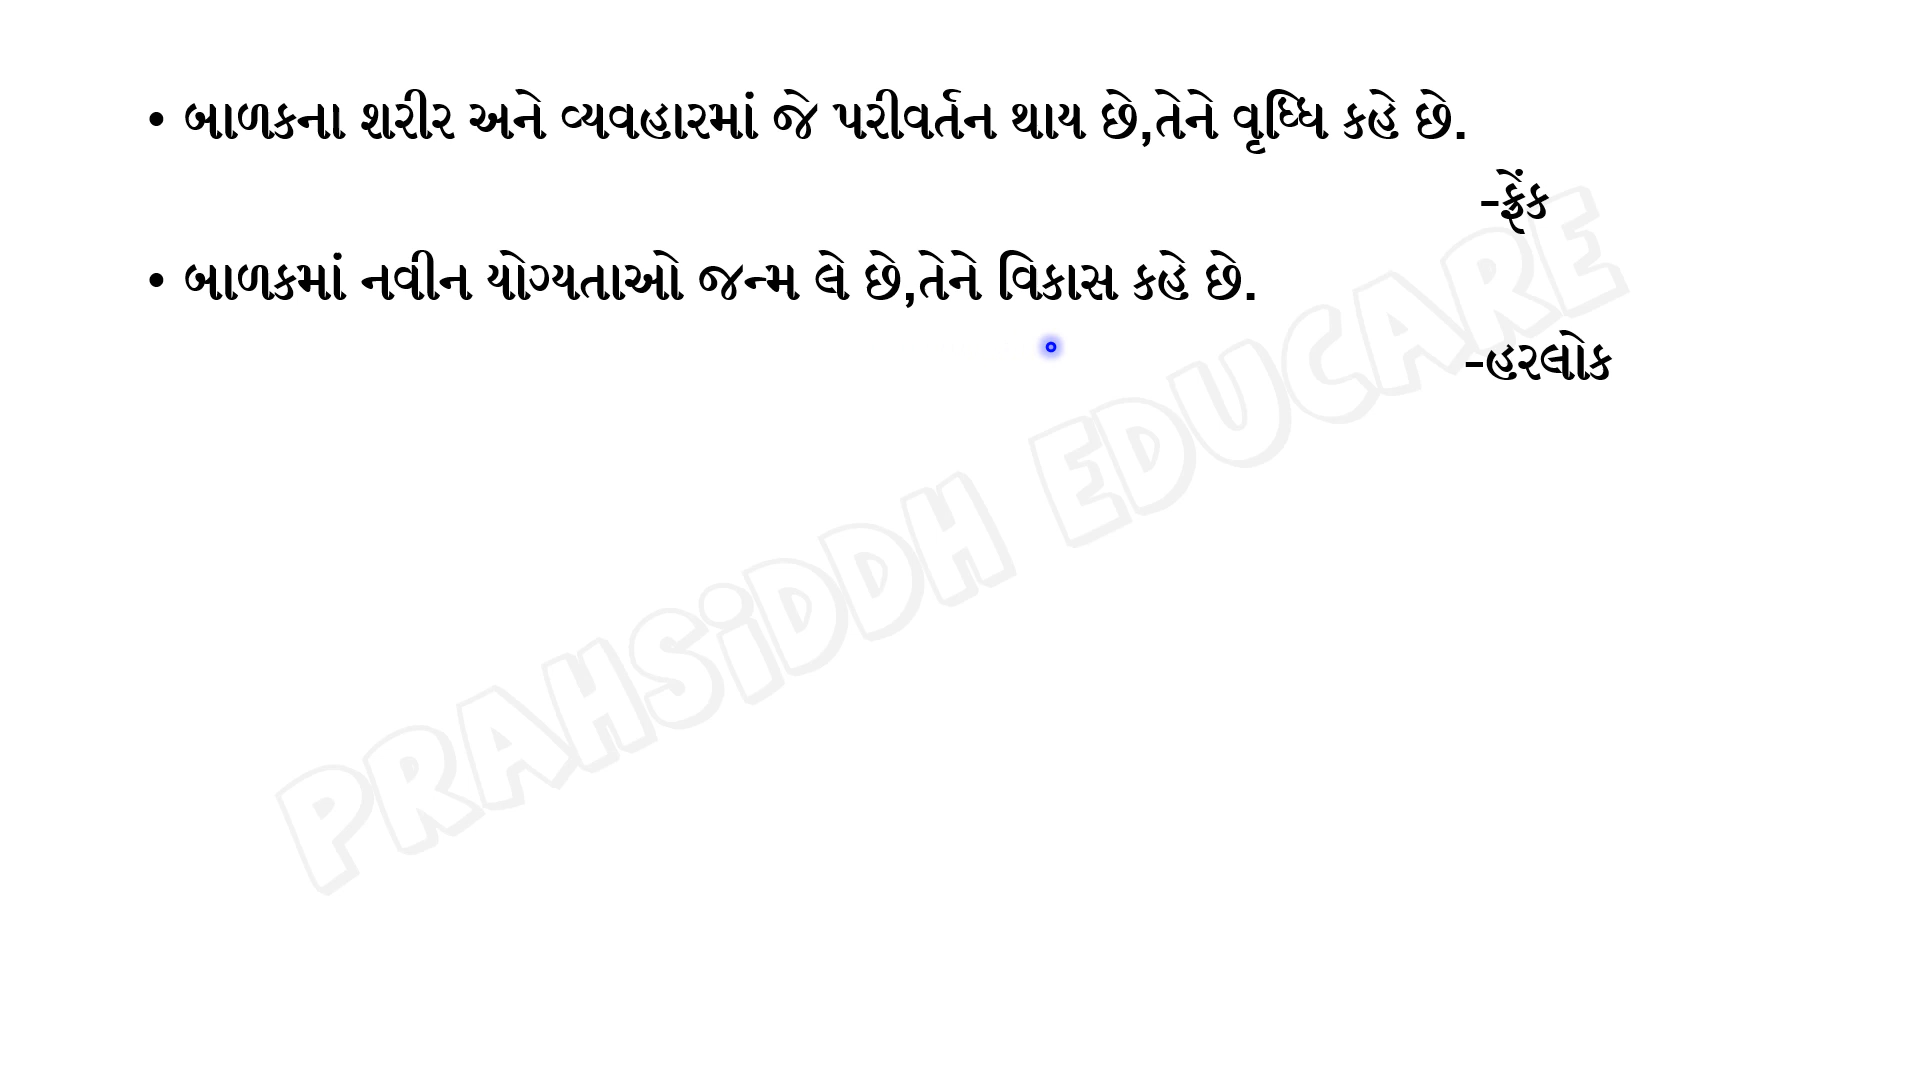 • બાળકના શરીર અને વ્યવહારમાં જે પરીવર્તન થાય છે,તેને વૃધ્ધિ કહે છે.
-ફ્રેંક
• બાળકમાં નવીન યોગ્યતાઓ જન્મ લે છે,તેને વિકાસ કહે છે.
-હરલોક
PRAHSIDDH EDUCARE